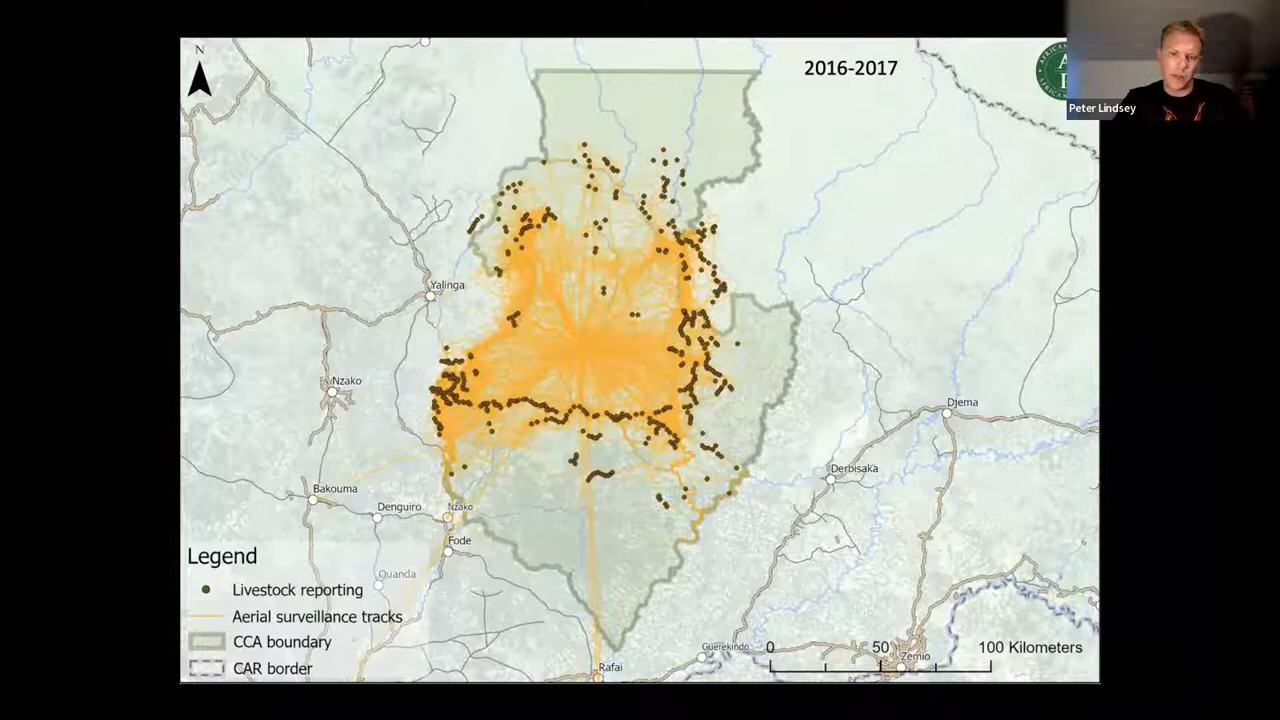 N
2016-2017
Peter Lindsey
Yalinga
Nzako
Djema
Derbisaka
Bakouma
Denguiro
Nzako
Fode
Ouanda
Legend
Livestock reporting
Aerial surveillance tracks
CCA boundary
CAR border
Guerekindo
0 50 100 Kilometers
Zemio
Rafai